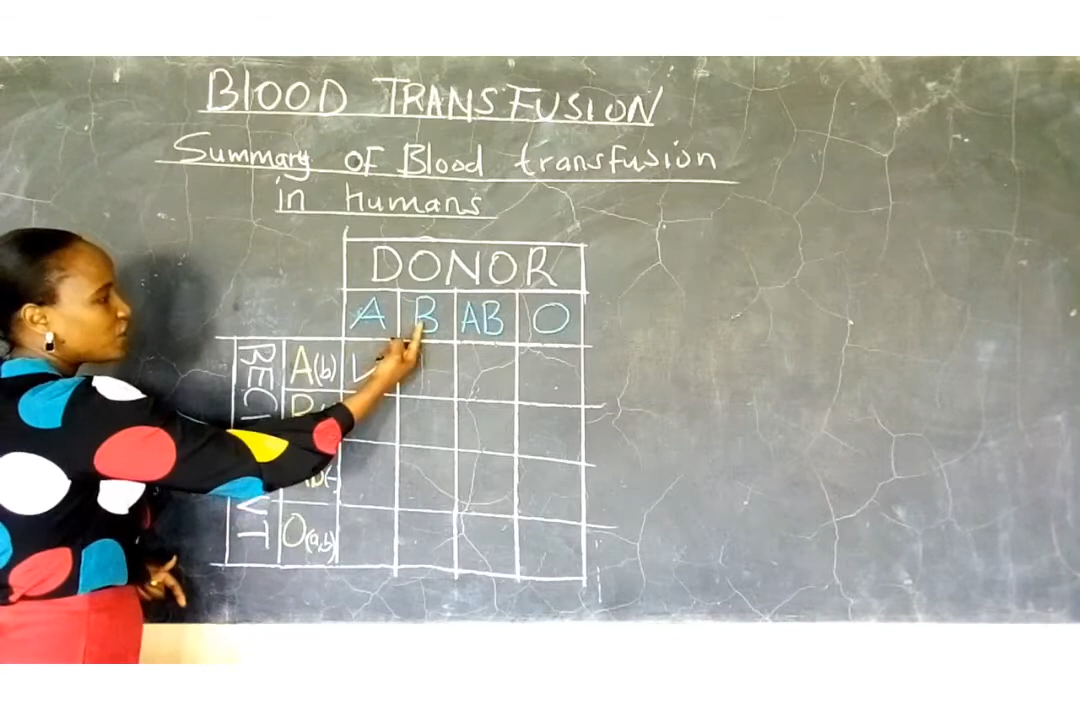 BLOOD TRANSFUSION
Summary of Blood transfusion
in humans
DONOR
A B AB O
A(b)
O(a,b)